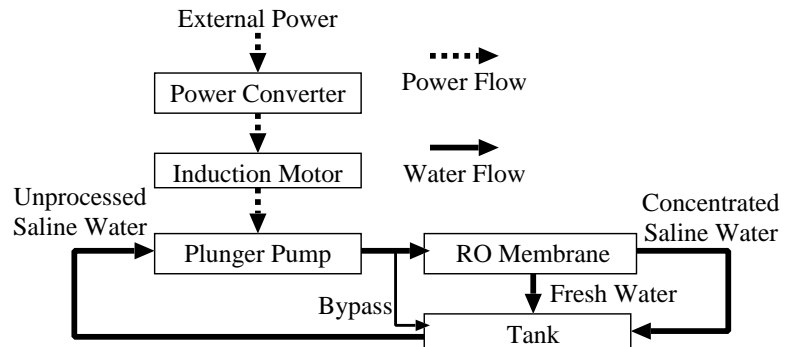 External Power
Power Converter
Power Flow
Induction Motor
Water Flow
Unprocessed
Saline Water
Concentrated
Saline Water
Plunger Pump
RO Membrane
Bypass
Fresh Water
Tank